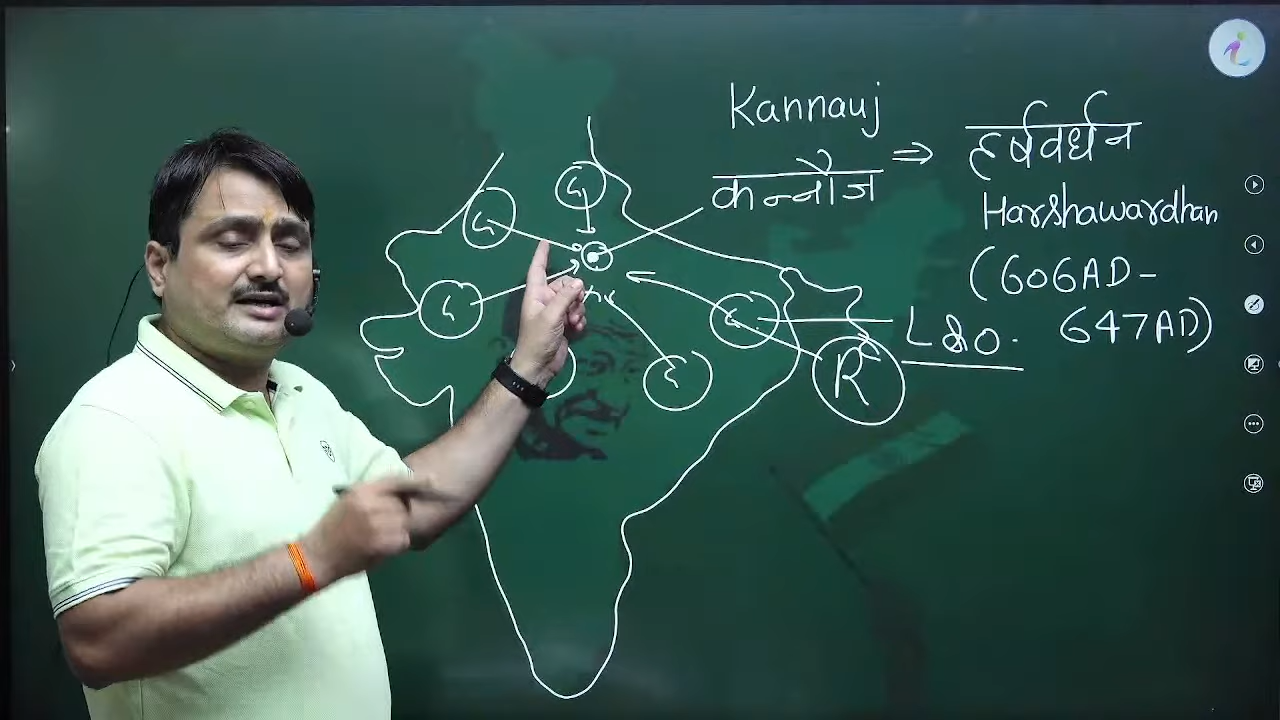 Kannauj
कन्नौज ⇒ हर्षवर्धन
Harshawardhan
(606AD-
647AD)
L&O.
R
G
G
G
G